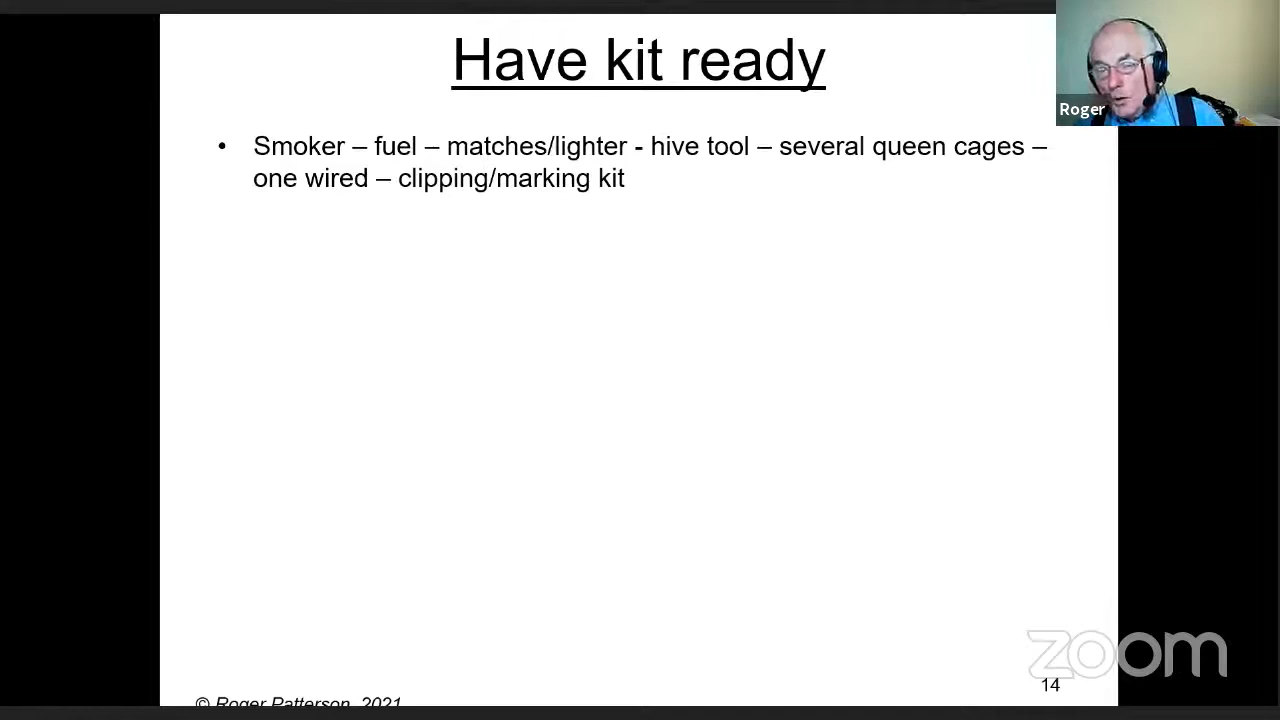 Have kit ready
Roger
• Smoker – fuel – matches/lighter - hive tool – several queen cages –
one wired – clipping/marking kit
zoom
14
© Roger Patterson, 2021